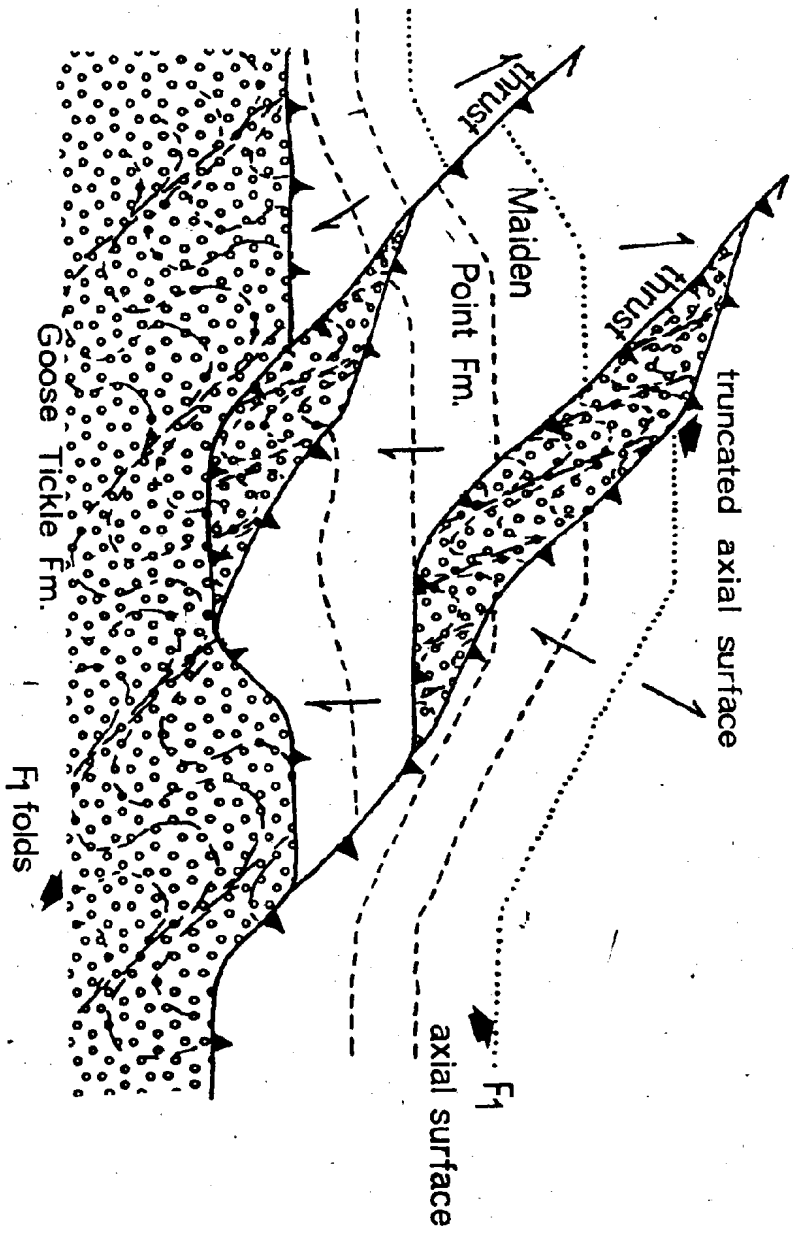 truncated axial surface
thrust
thrust
Maiden
Point Fm.
F1
axial surface
Goose Tickle Fm.
F1 folds